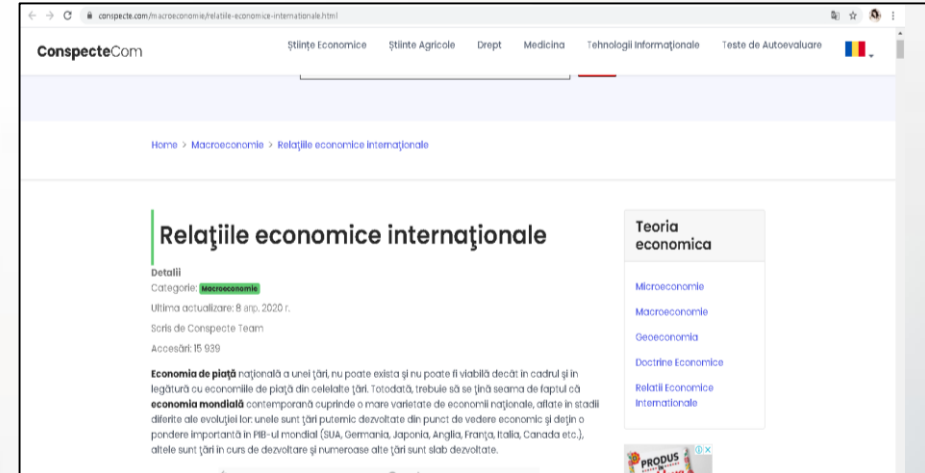 conspecte.com/macroeconomie/relatiile-economice-internationale.html
ConspecteCom
Științe Economice Științe Agricole Drept Medicina Tehnologii Informaționale Teste de Autoevaluare
Home > Macroeconomie > Relaţiile economice internaţionale
Relaţiile economice internaţionale
Detalii
Categorie: Macroeconomie
Ultima actualizare: 8 апр. 2020 г.
Scris de Conspecte Team
Accesări: 15 939
Economia de piaţă naţională a unei ţări, nu poate exista şi nu poate fi viabilă decât în cadrul şi în
legătură cu economiile de piaţă din celelalte ţări. Totodată, trebuie să se ţină seama de faptul că
economia mondială contemporană cuprinde o mare varietate de economii naţionale, aflate în stadii
diferite ale evoluţiei lor: unele sunt ţări puternic dezvoltate din punct de vedere economic şi deţin o
pondere importantă în PIB-ul mondial (SUA, Germania, Japonia, Anglia, Franţa, Italia, Canada etc.),
altele sunt ţări in curs de dezvoltare şi numeroase alte ţări sunt slab dezvoltate.
Teoria
economica
Microeconomie
Macroeconomie
Geoeconomia
Doctrine Economice
Relatii Economice
Internationale
PRODUS